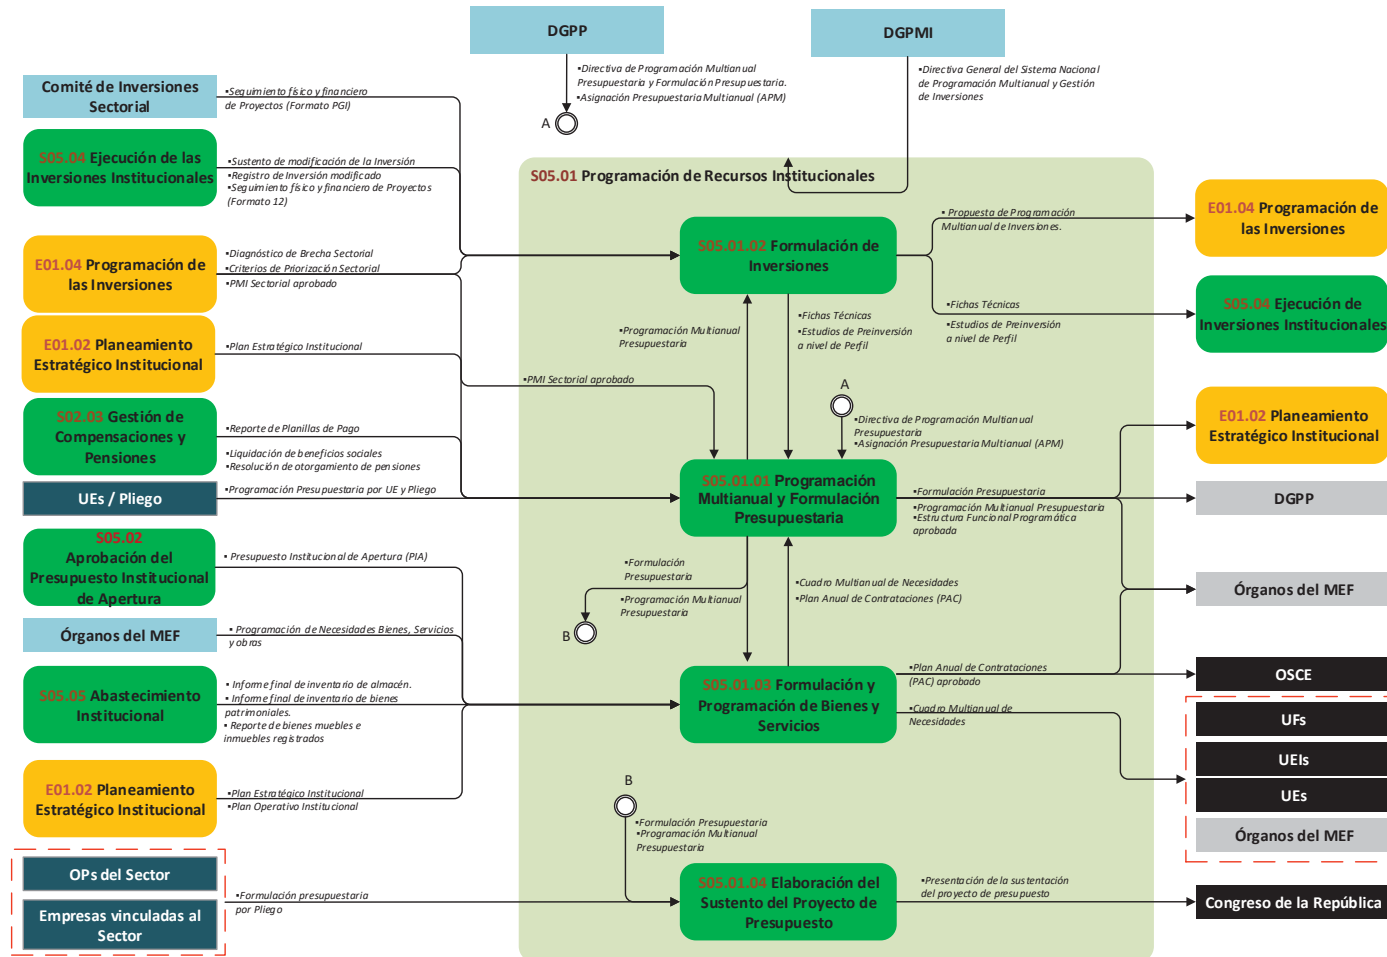 DGPP
DGPMI
▪Directiva de Programación Multianual
Presupuestaria y Formulación Presupuestaria.
▪Asignación Presupuestaria Multianual (APM)
A
▪Directiva General del Sistema Nacional
de Programación Multianual y Gestión
de Inversiones
Comité de Inversiones
Sectorial
▪Seguimiento físico y financiero
de Proyectos (Formato PGI)
S05.04 Ejecución de las
Inversiones Institucionales
▪Sustento de modificación de la Inversión
▪Registro de Inversión modificado
▪Seguimiento físico y financiero de Proyectos
(Formato 12)
E01.04 Programación de
las Inversiones
▪Diagnóstico de Brecha Sectorial
▪Criterios de Priorización Sectorial
▪PMI Sectorial aprobado
E01.02 Planeamiento
Estratégico Institucional
▪Plan Estratégico Institucional
S02.03 Gestión de
Compensaciones y
Pensiones
▪Reporte de Planillas de Pago
▪Liquidación de beneficios sociales
▪Resolución de otorgamiento de pensiones
UEs / Pliego
▪Programación Presupuestaria por UE y Pliego
S05.02
Aprobación del
Presupuesto Institucional
de Apertura
▪ Presupuesto Institucional de Apertura (PIA)
Órganos del MEF
▪ Programación de Necesidades Bienes, Servicios
y obras
S05.05 Abastecimiento
Institucional
▪ Informe final de inventario de almacén.
▪ Informe final de inventario de bienes
patrimoniales.
▪ Reporte de bienes muebles e
inmuebles registrados
E01.02 Planeamiento
Estratégico Institucional
▪Plan Estratégico Institucional
▪Plan Operativo Institucional
OPs del Sector
Empresas vinculadas al
Sector
▪Formulación presupuestaria
por Pliego
S05.01 Programación de Recursos Institucionales
S05.01.02 Formulación de
Inversiones
▪Programación Multianual
Presupuestaria
▪Fichas Técnicas
▪Estudios de Preinversión
a nivel de Perfil
▪PMI Sectorial aprobado
A
▪Directiva de Programación Multianual
Presupuestaria
▪Asignación Presupuestaria Multianual (APM)
S05.01.01 Programación
Multianual y Formulación
Presupuestaria
▪Formulación
Presupuestaria
▪Programación Multianual
Presupuestaria
B
▪Cuadro Multianual de Necesidades
▪Plan Anual de Contrataciones (PAC)
S05.01.03 Formulación y
Programación de Bienes y
Servicios
B
▪Formulación Presupuestaria
▪Programación Multianual
Presupuestaria
S05.01.04 Elaboración del
Sustento del Proyecto de
Presupuesto
▪ Propuesta de Programación
Multianual de Inversiones.
▪Fichas Técnicas
▪Estudios de Preinversión
a nivel de Perfil
▪Formulación Presupuestaria
▪Programación Multianual Presupuestaria
▪Estructura Funcional Programática
aprobada
▪Plan Anual de Contrataciones
(PAC) aprobado
▪Cuadro Multianual de
Necesidades
▪Presentación de la sustentación
del proyecto de presupuesto
E01.04 Programación de
las Inversiones
S05.04 Ejecución de
Inversiones Institucionales
E01.02 Planeamiento
Estratégico Institucional
DGPP
Órganos del MEF
OSCE
UFs
UEIs
UEs
Órganos del MEF
Congreso de la República